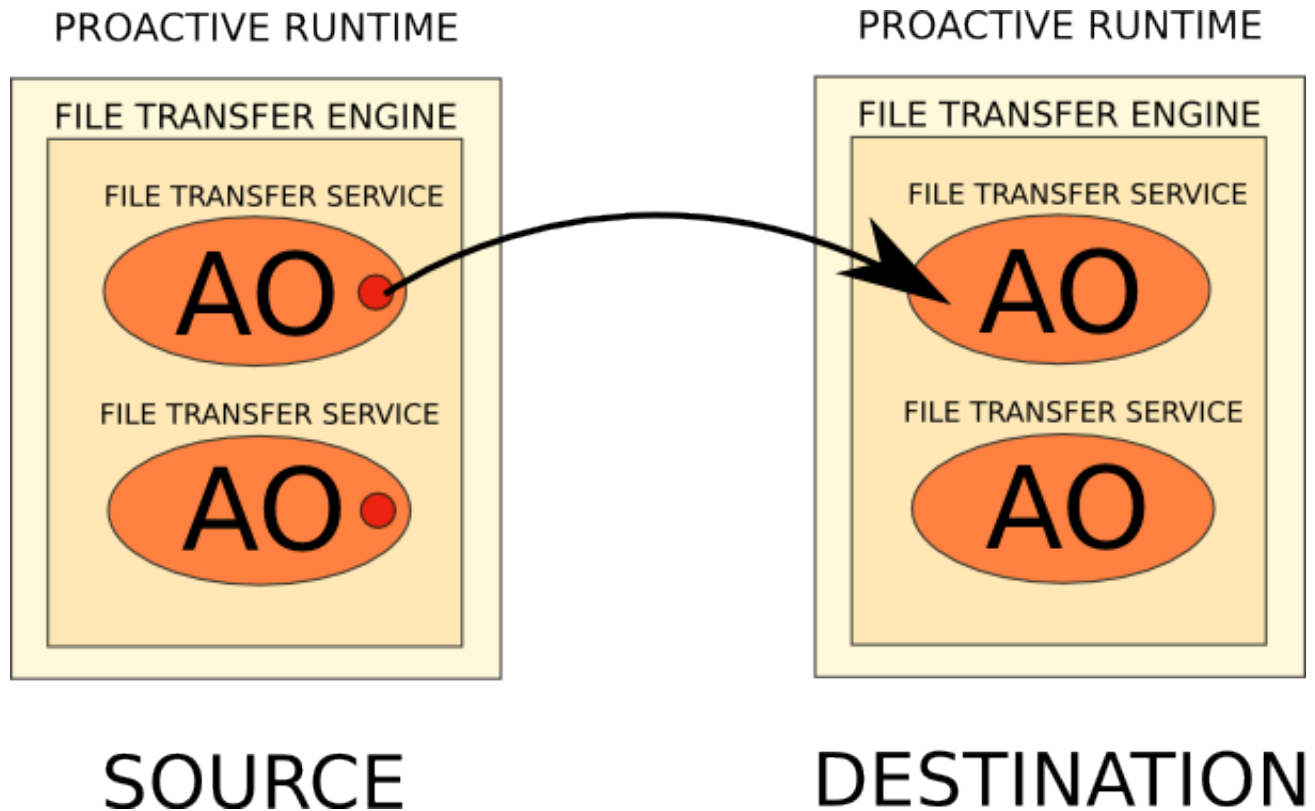 PROACTIVE RUNTIME
FILE TRANSFER ENGINE
FILE TRANSFER SERVICE
AO
FILE TRANSFER SERVICE
AO
SOURCE
PROACTIVE RUNTIME
FILE TRANSFER ENGINE
FILE TRANSFER SERVICE
AO
FILE TRANSFER SERVICE
AO
DESTINATION